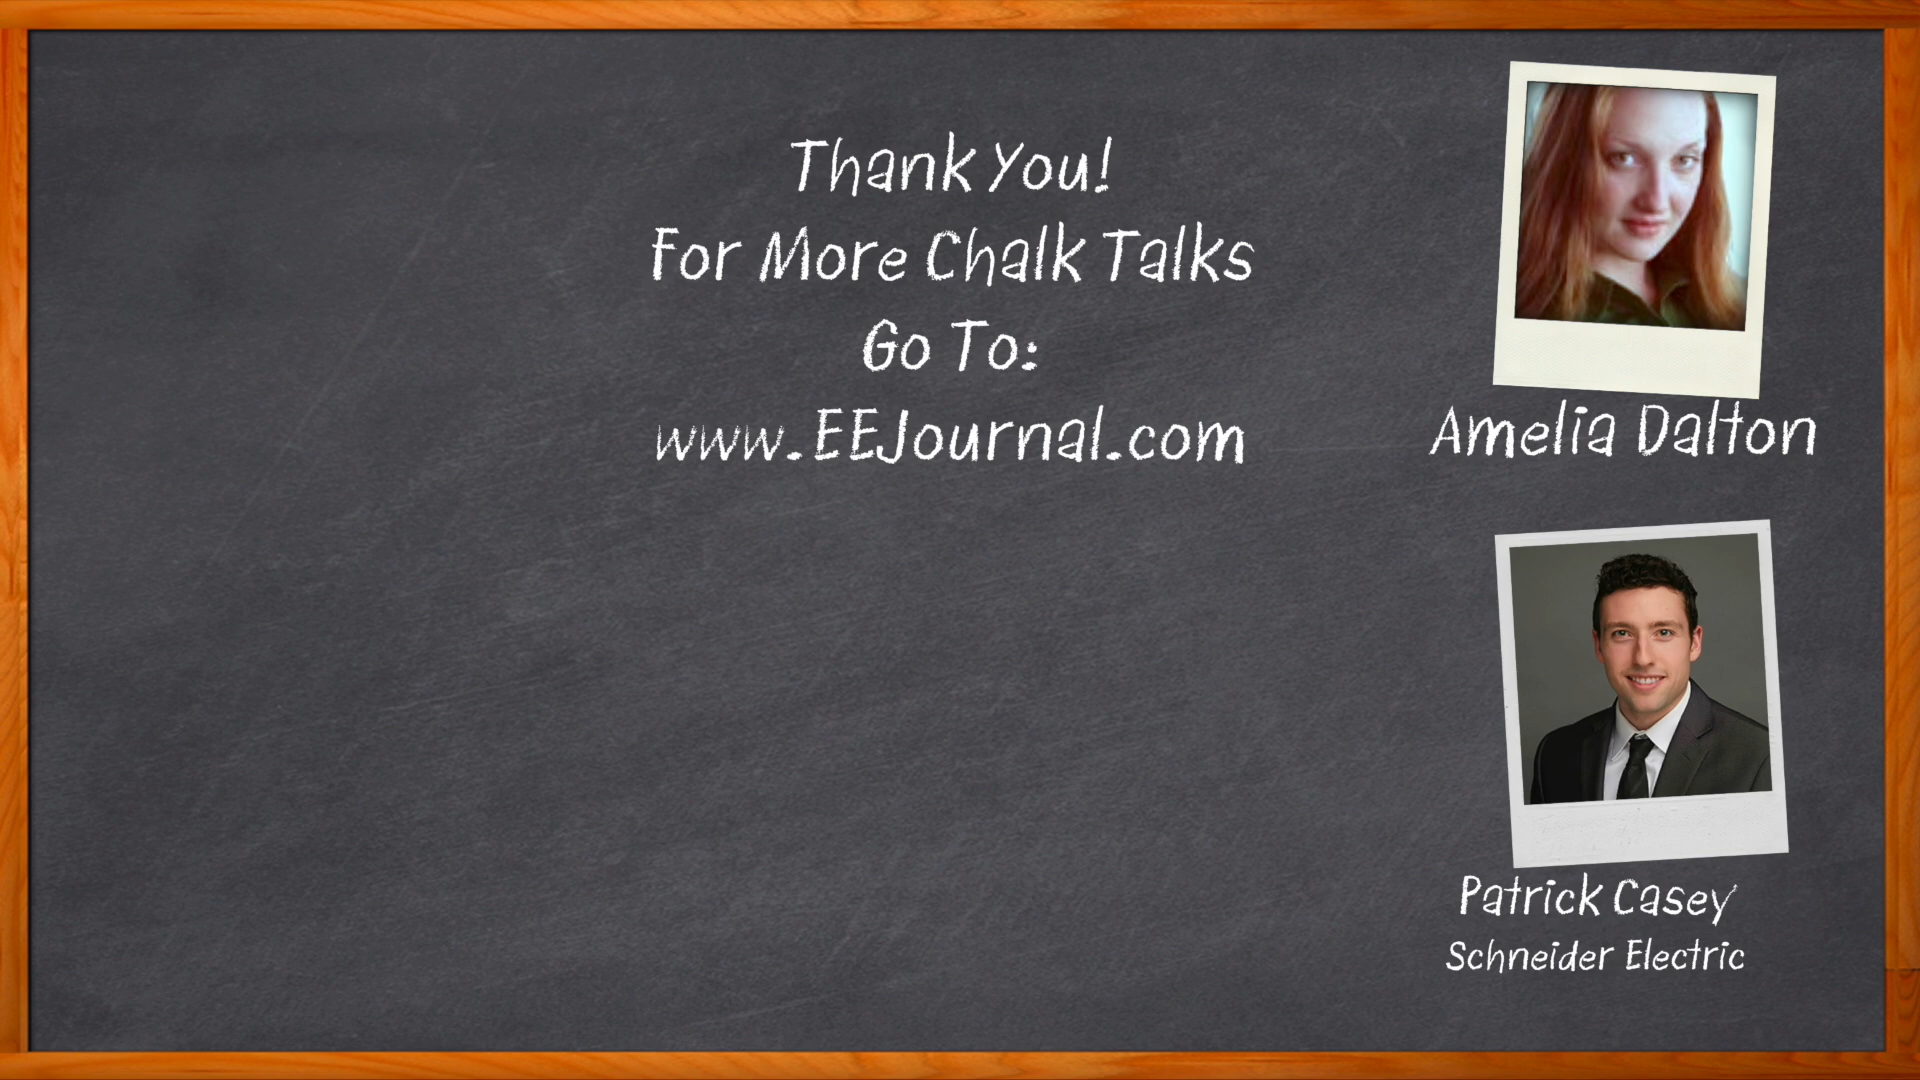 Thank You!
For More Chalk Talks
Go To:
www.EEJournal.com
Amelia Dalton
Patrick Casey
Schneider Electric